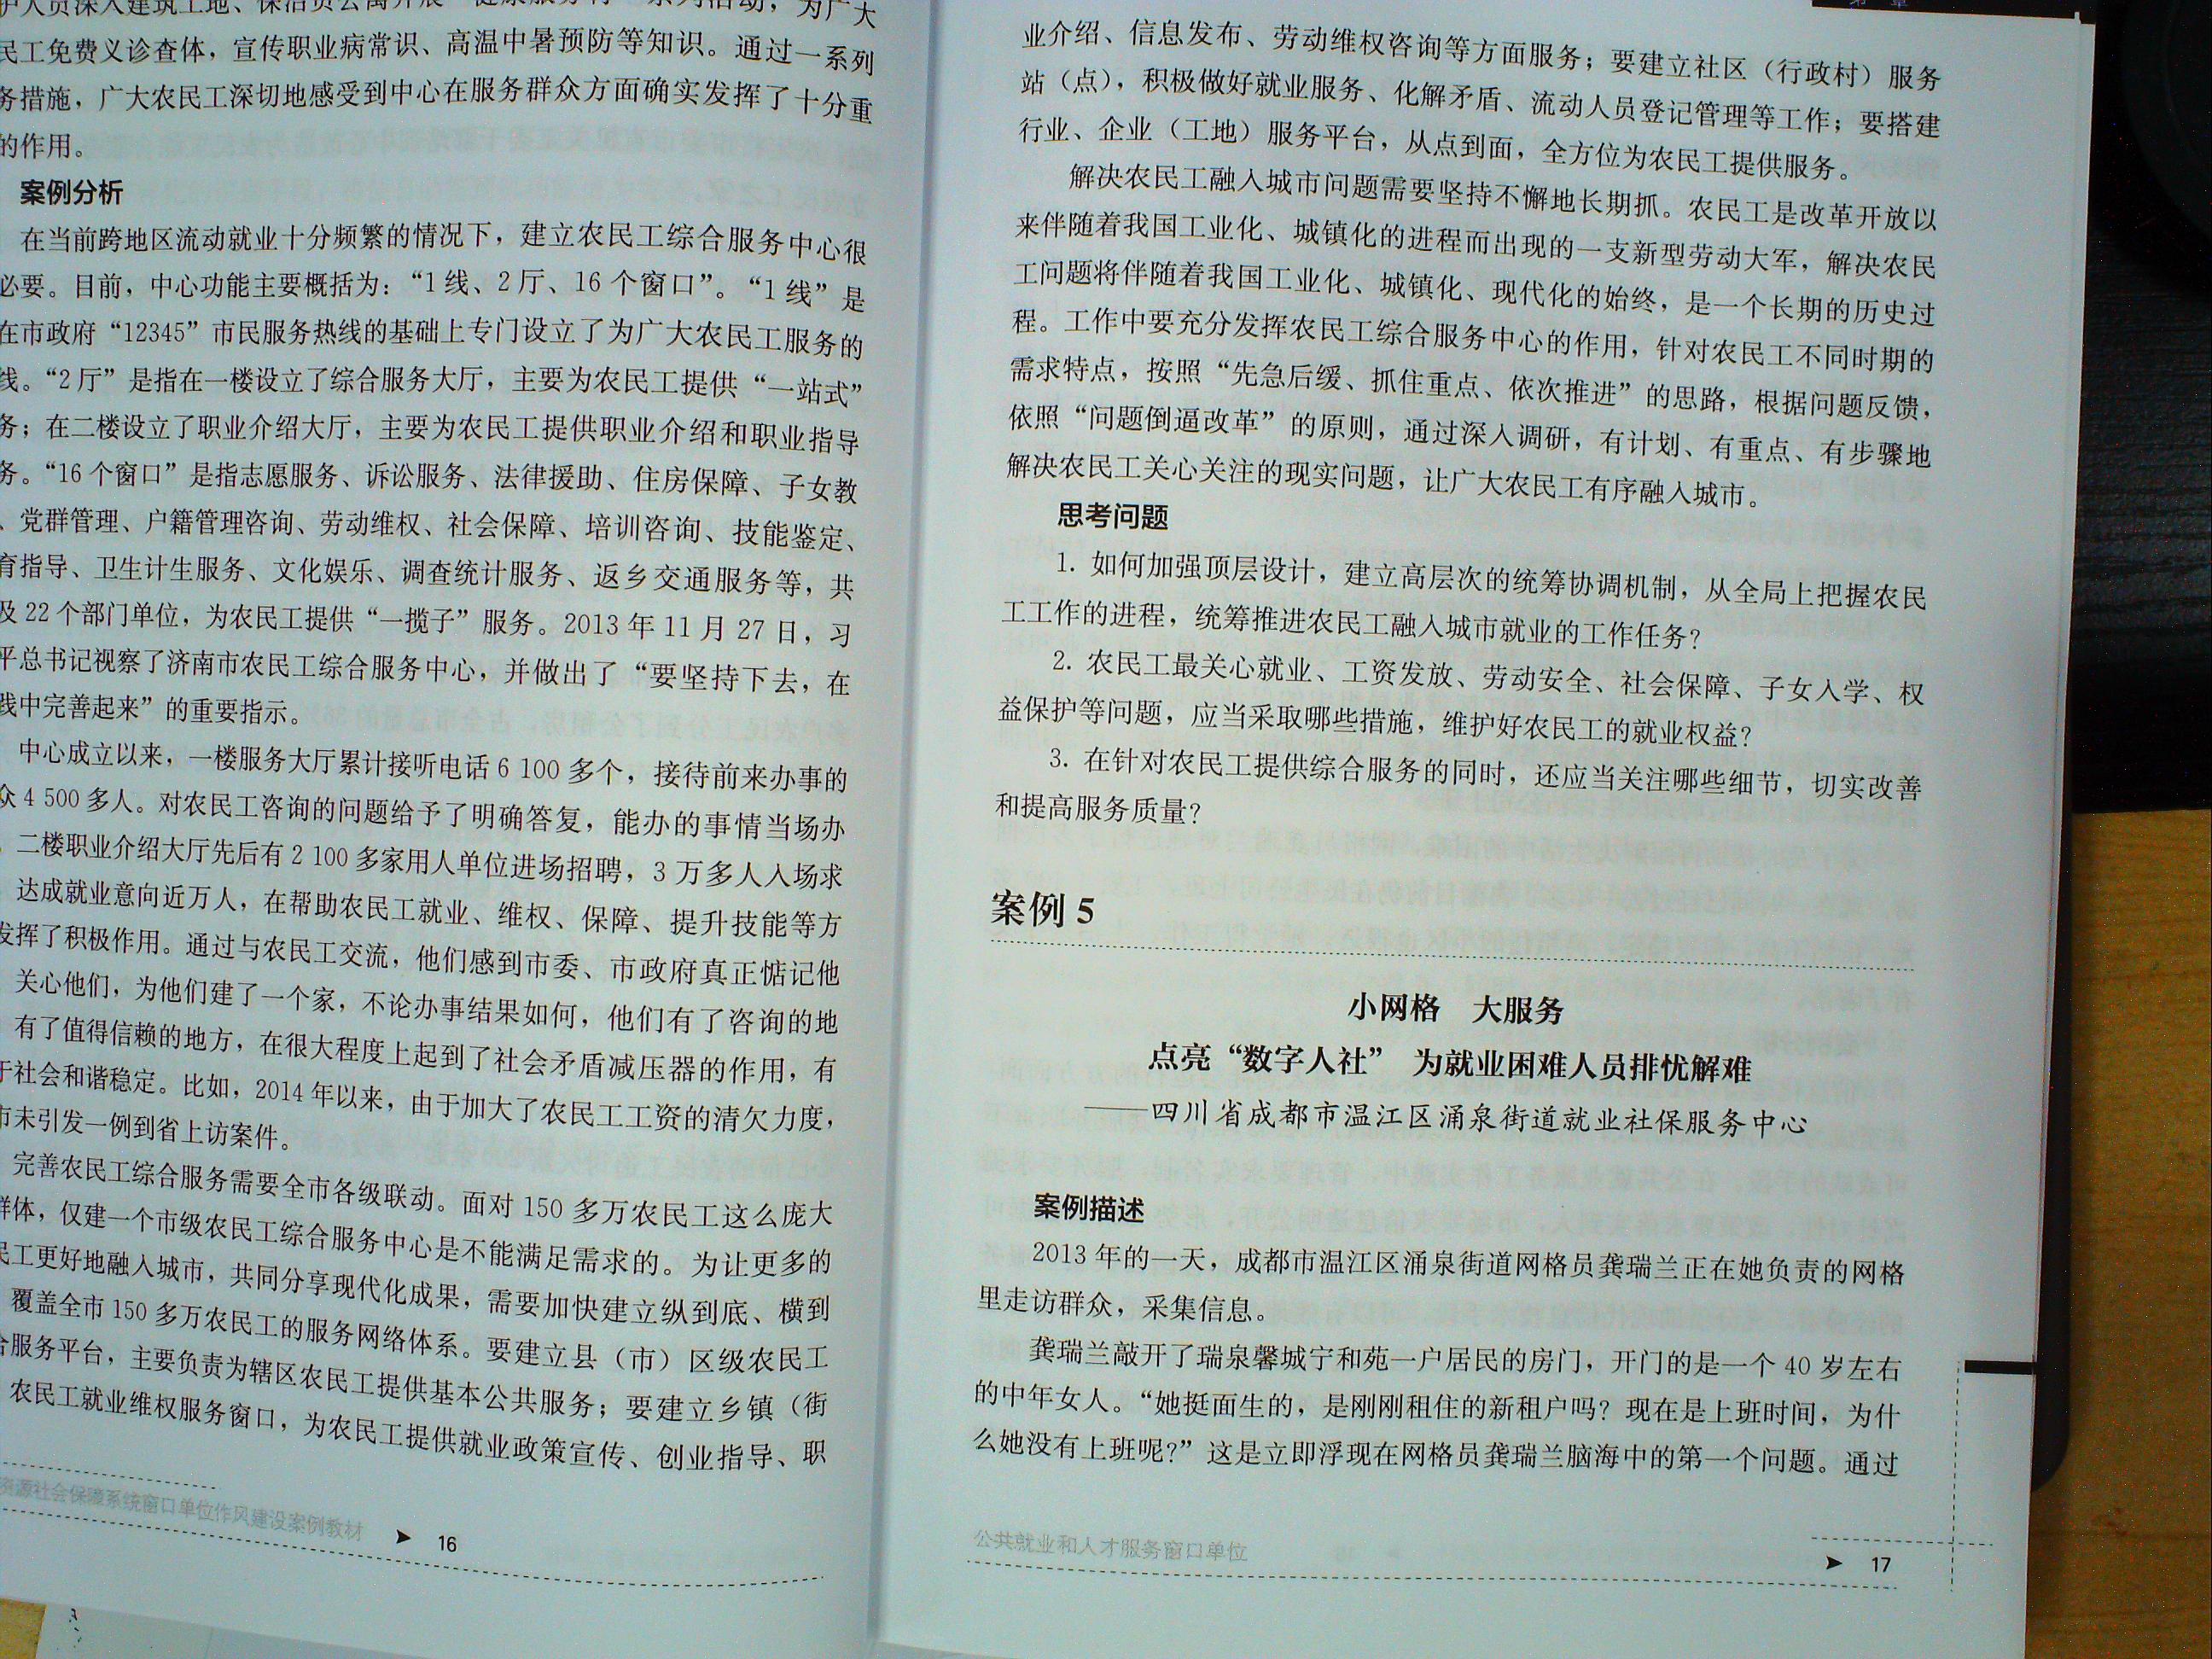 护人员深入建筑工地、保洁员公寓开展“健康服务行”系列活动，为广大
民工免费义诊查体，宣传职业病常识、高温中暑预防等知识。通过一系列
务措施，广大农民工深切地感受到中心在服务群众方面确实发挥了十分重
的作用。
案例分析
在当前跨地区流动就业十分频繁的情况下，建立农民工综合服务中心很
必要。目前，中心功能主要概括为：“1 线、2 厅、16 个窗口”。“1 线”是
在市政府“12345”市民服务热线的基础上专门设立了为广大农民工服务的
线。“2 厅”是指在一楼设立了综合服务大厅，主要为农民工提供“一站式”
务；在二楼设立了职业介绍大厅，主要为农民工提供职业介绍和职业指导
务。“16 个窗口”是指志愿服务、诉讼服务、法律援助、住房保障、子女教
、党群管理、户籍管理咨询、劳动维权、社会保障、培训咨询、技能鉴定、
育指导、卫生计生服务、文化娱乐、调查统计服务、返乡交通服务等，共
及 22 个部门单位，为农民工提供“一揽子”服务。2013 年 11 月 27 日，习
平总书记视察了济南市农民工综合服务中心，并做出了“要坚持下去，在
践中完善起来”的重要指示。
中心成立以来，一楼服务大厅累计接听电话 6 100 多个，接待前来办事的
众 4 500 多人。对农民工咨询的问题给予了明确答复，能办的事情当场办
，二楼职业介绍大厅先后有 2 100 多家用人单位进场招聘，3 万多人入场求
达成就业意向近万人，在帮助农民工就业、维权、保障、提升技能等方
发挥了积极作用。通过与农民工交流，他们感到市委、市政府真正惦记他
关心他们，为他们建了一个家，不论办事结果如何，他们有了咨询的地
有了值得信赖的地方，在很大程度上起到了社会矛盾减压器的作用，有
于社会和谐稳定。比如，2014 年以来，由于加大了农民工工资的清欠力度，
市未引发一例到省上访案件。
完善农民工综合服务需要全市各级联动。面对 150 多万农民工这么庞大
群体，仅建一个市级农民工综合服务中心是不能满足需求的。为让更多的
民工更好地融入城市，共同分享现代化成果，需要加快建立纵到底、横到
覆盖全市 150 多万农民工的服务网络体系。要建立县（市）区级农民工
合服务平台，主要负责为辖区农民工提供基本公共服务；要建立乡镇（街
农民工就业维权服务窗口，为农民工提供就业政策宣传、创业指导、职
资源社会保障系统窗口单位作风建设案例教材 ➤ 16
业介绍、信息发布、劳动维权咨询等方面服务；要建立社区（行政村）服务
站（点），积极做好就业服务、化解矛盾、流动人员登记管理等工作；要搭建
行业、企业（工地）服务平台，从点到面，全方位为农民工提供服务。
解决农民工融入城市问题需要坚持不懈地长期抓。农民工是改革开放以
来伴随着我国工业化、城镇化的进程而出现的一支新型劳动大军，解决农民
工问题将伴随着我国工业化、城镇化、现代化的始终，是一个长期的历史过
程。工作中要充分发挥农民工综合服务中心的作用，针对农民工不同时期的
需求特点，按照“先急后缓、抓住重点、依次推进”的思路，根据问题反馈，
依照“问题倒逼改革”的原则，通过深入调研，有计划、有重点、有步骤地
解决农民工关心关注的现实问题，让广大农民工有序融入城市。
思考问题
1. 如何加强顶层设计，建立高层次的统筹协调机制，从全局上把握农民
工工作的进程，统筹推进农民工融入城市就业的工作任务？
2. 农民工最关心就业、工资发放、劳动安全、社会保障、子女入学、权
益保护等问题，应当采取哪些措施，维护好农民工的就业权益？
3. 在针对农民工提供综合服务的同时，还应当关注哪些细节，切实改善
和提高服务质量？
案例 5
小网格 大服务
点亮“数字人社” 为就业困难人员排忧解难
——四川省成都市温江区涌泉街道就业社保服务中心
案例描述
2013 年的一天，成都市温江区涌泉街道网格员龚瑞兰正在她负责的网格
里走访群众，采集信息。
龚瑞兰敲开了瑞泉馨城宁和苑一户居民的房门，开门的是一个 40 岁左右
的中年女人。“她挺面生的，是刚刚租住的新租户吗？现在是上班时间，为什
么她没有上班呢？”这是立即浮现在网格员龚瑞兰脑海中的第一个问题。通过
公共就业和人才服务窗口单位 ➤ 17